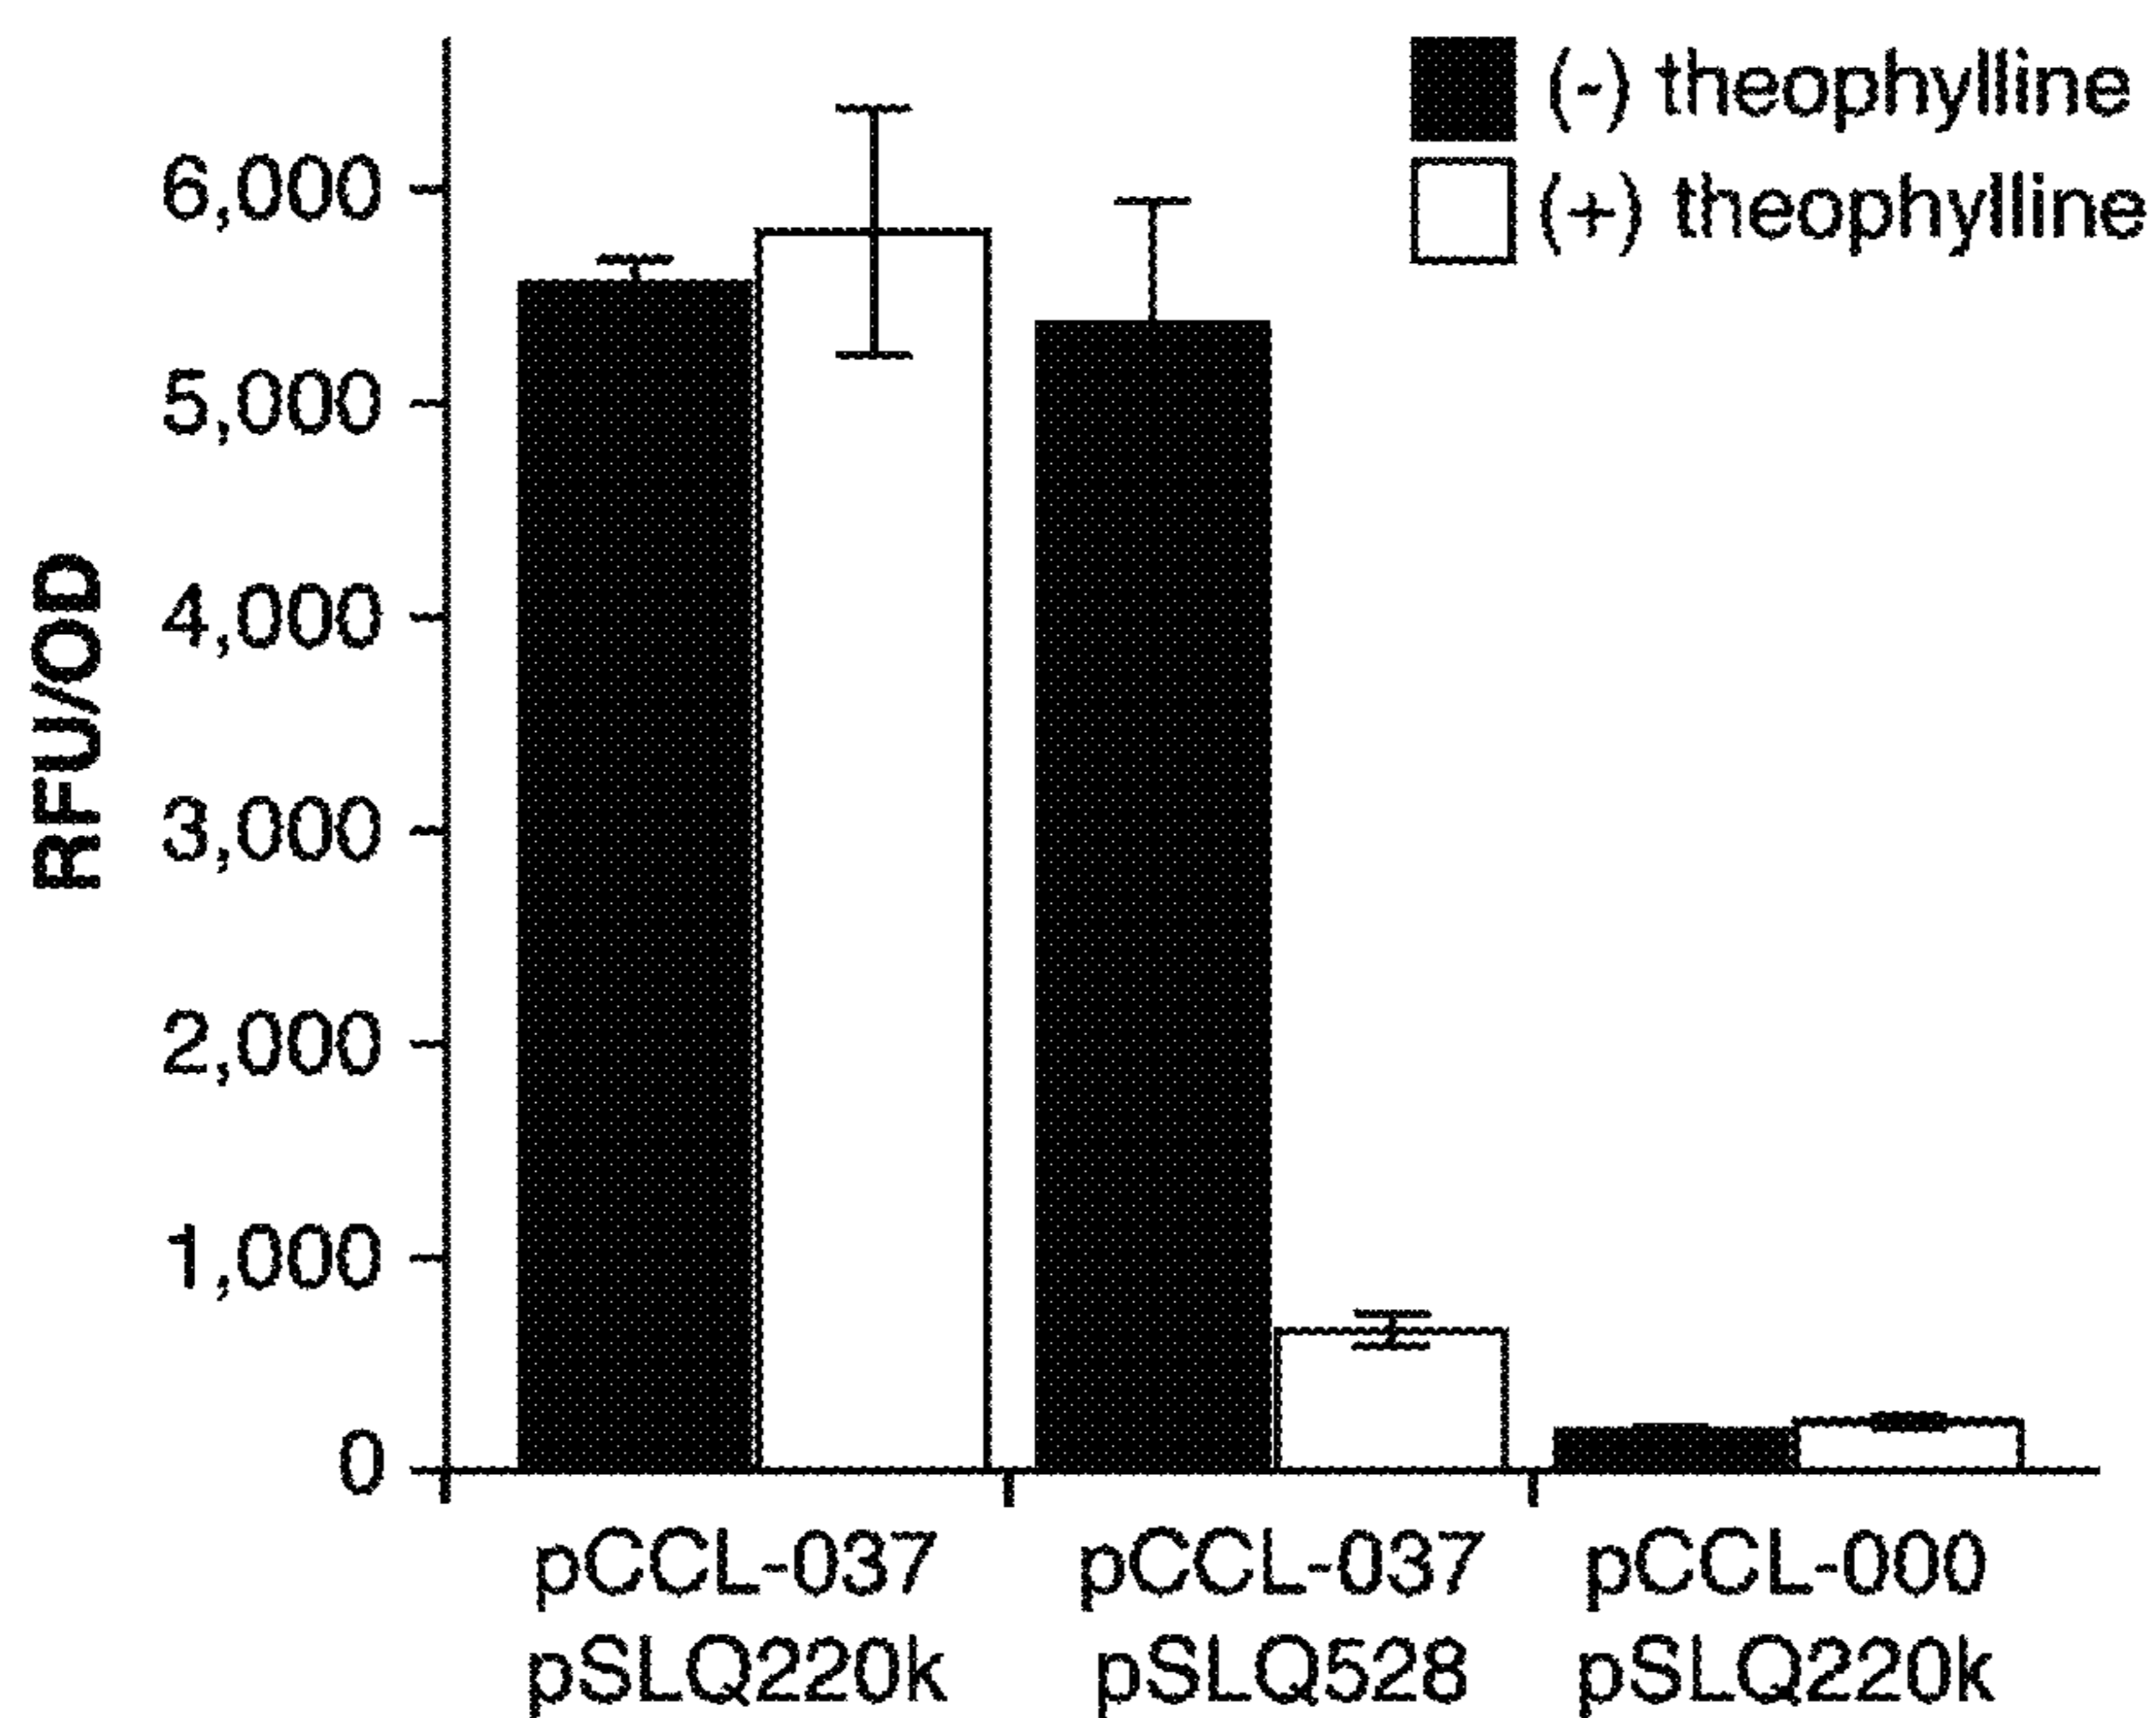 (-) theophylline
(+) theophylline
6,000
5,000
4,000
3,000
2,000
1,000
0
RFU/OD
pCCL-037 pCCL-037 pCCL-000
pSLQ220k pSLQ528 pSLQ220k